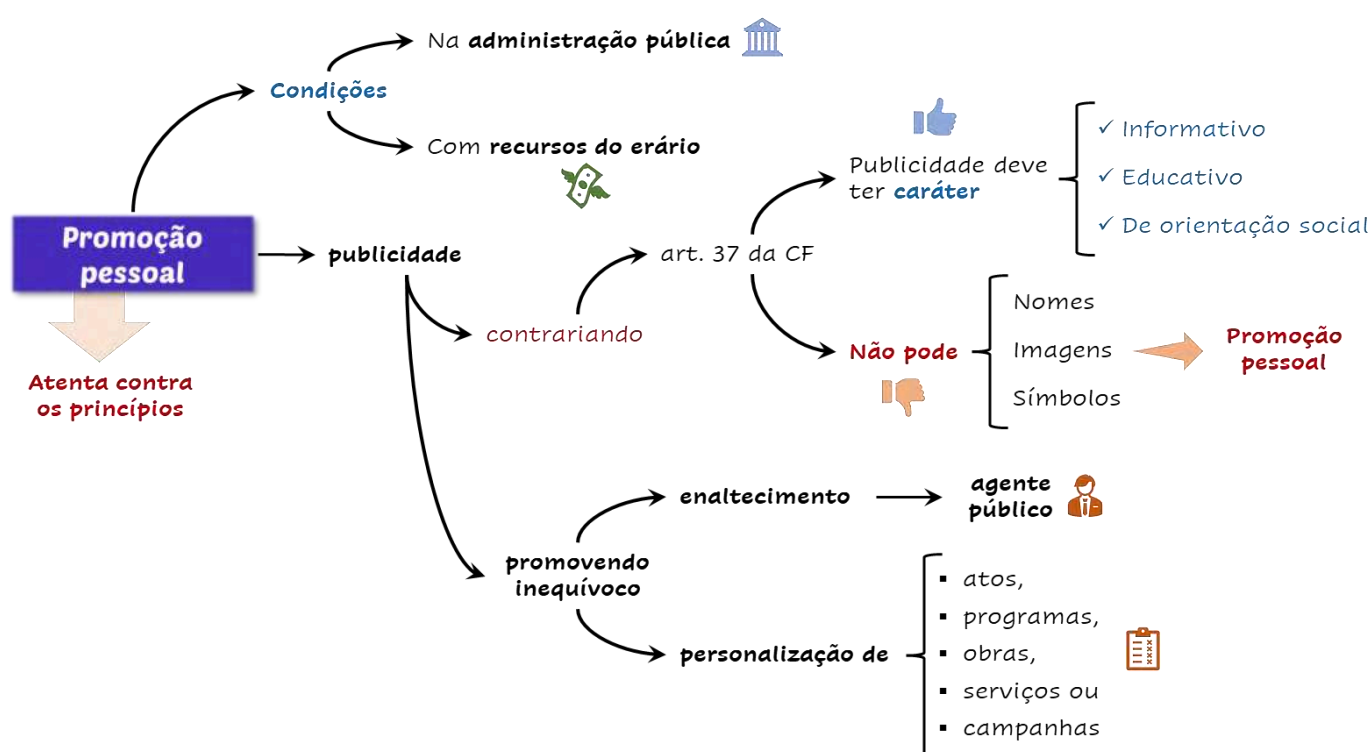 Na administração pública
Condições
Com recursos do erário
Promoção
pessoal
Atenta contra
os princípios
publicidade
contrariando
art. 37 da CF
Publicidade deve
ter caráter
✓ Informativo
✓ Educativo
✓ De orientação social
Não pode
Nomes
Imagens
Símbolos
Promoção
pessoal
promovendo
inequívoco
enaltecimento
agente
público
personalização de
▪ atos,
▪ programas,
▪ obras,
▪ serviços ou
▪ campanhas